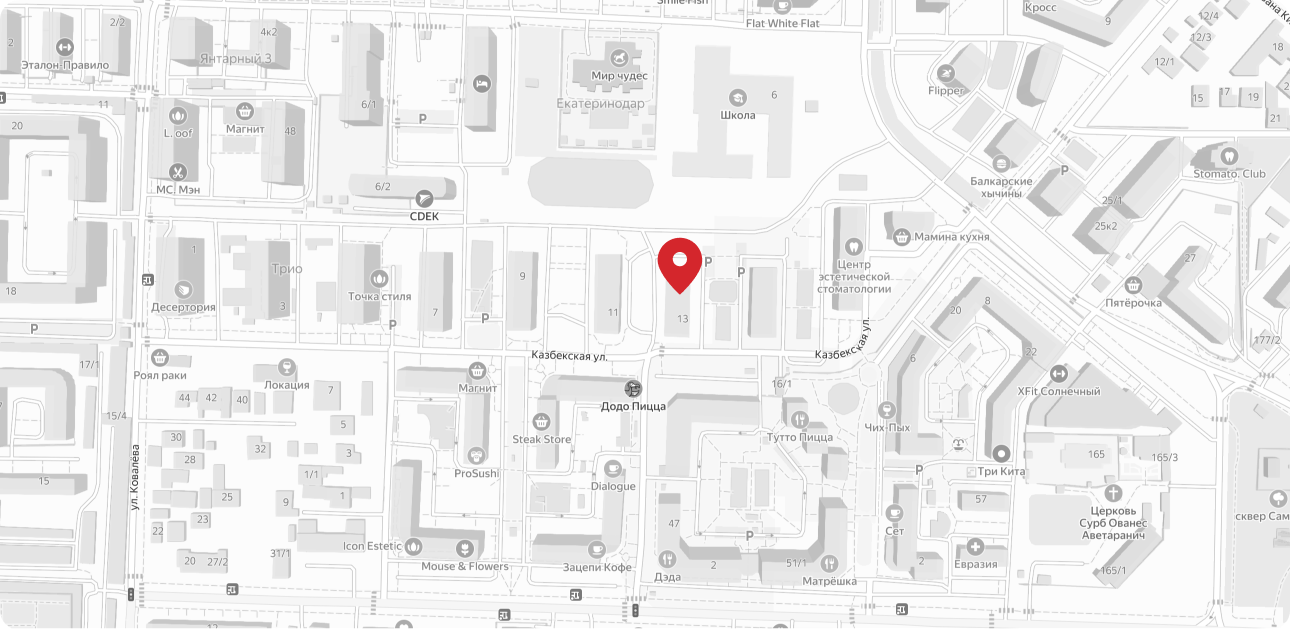 Smile-Fish
Flat White Flat
Кросс
9
2/2
2
Эталон-Правило
4к2
Янтарный 3
12/4
12/3
12/1
18
Мир чудес
Екатеринодар
Школа
6
Flipper
15
17
19
21
6/1
11
20
L. oof
Магнит
48
P
МС. Мэн
6/2
CDEK
Балкарские
хычины
P
Stomato. Club
25/1
25к2
Мамина кухня
1
Трио
3
Десертория
Точка стиля
7
P
9
P
11
13
P
P
Центр
эстетической
стоматологии
27
Пятёрочка
18
P
20
8
22
6
177/2
Казбекская ул.
Казбекская ул.
17/1
Роял раки
Локация
7
Магнит
Додо Пицца
16/1
XFit Солнечный
44
42
40
15/4
5
Steak Store
Тутто Пицца
Чих-Пых
30
28
32
3
ProSushi
1/1
1
Dialogue
P
Три Кита
165
165/3
15
ул. Ковалёва
25
9
23
22
47
57
Церковь
Сурб Ованес
Аветаранич
сквер Сам
P
Сет
20
27/2
31/1
Icon Estetic
Mouse & Flowers
Зацепи Кофе
Дэда
2
51/1
Матрёшка
2
Евразия
165/1
12